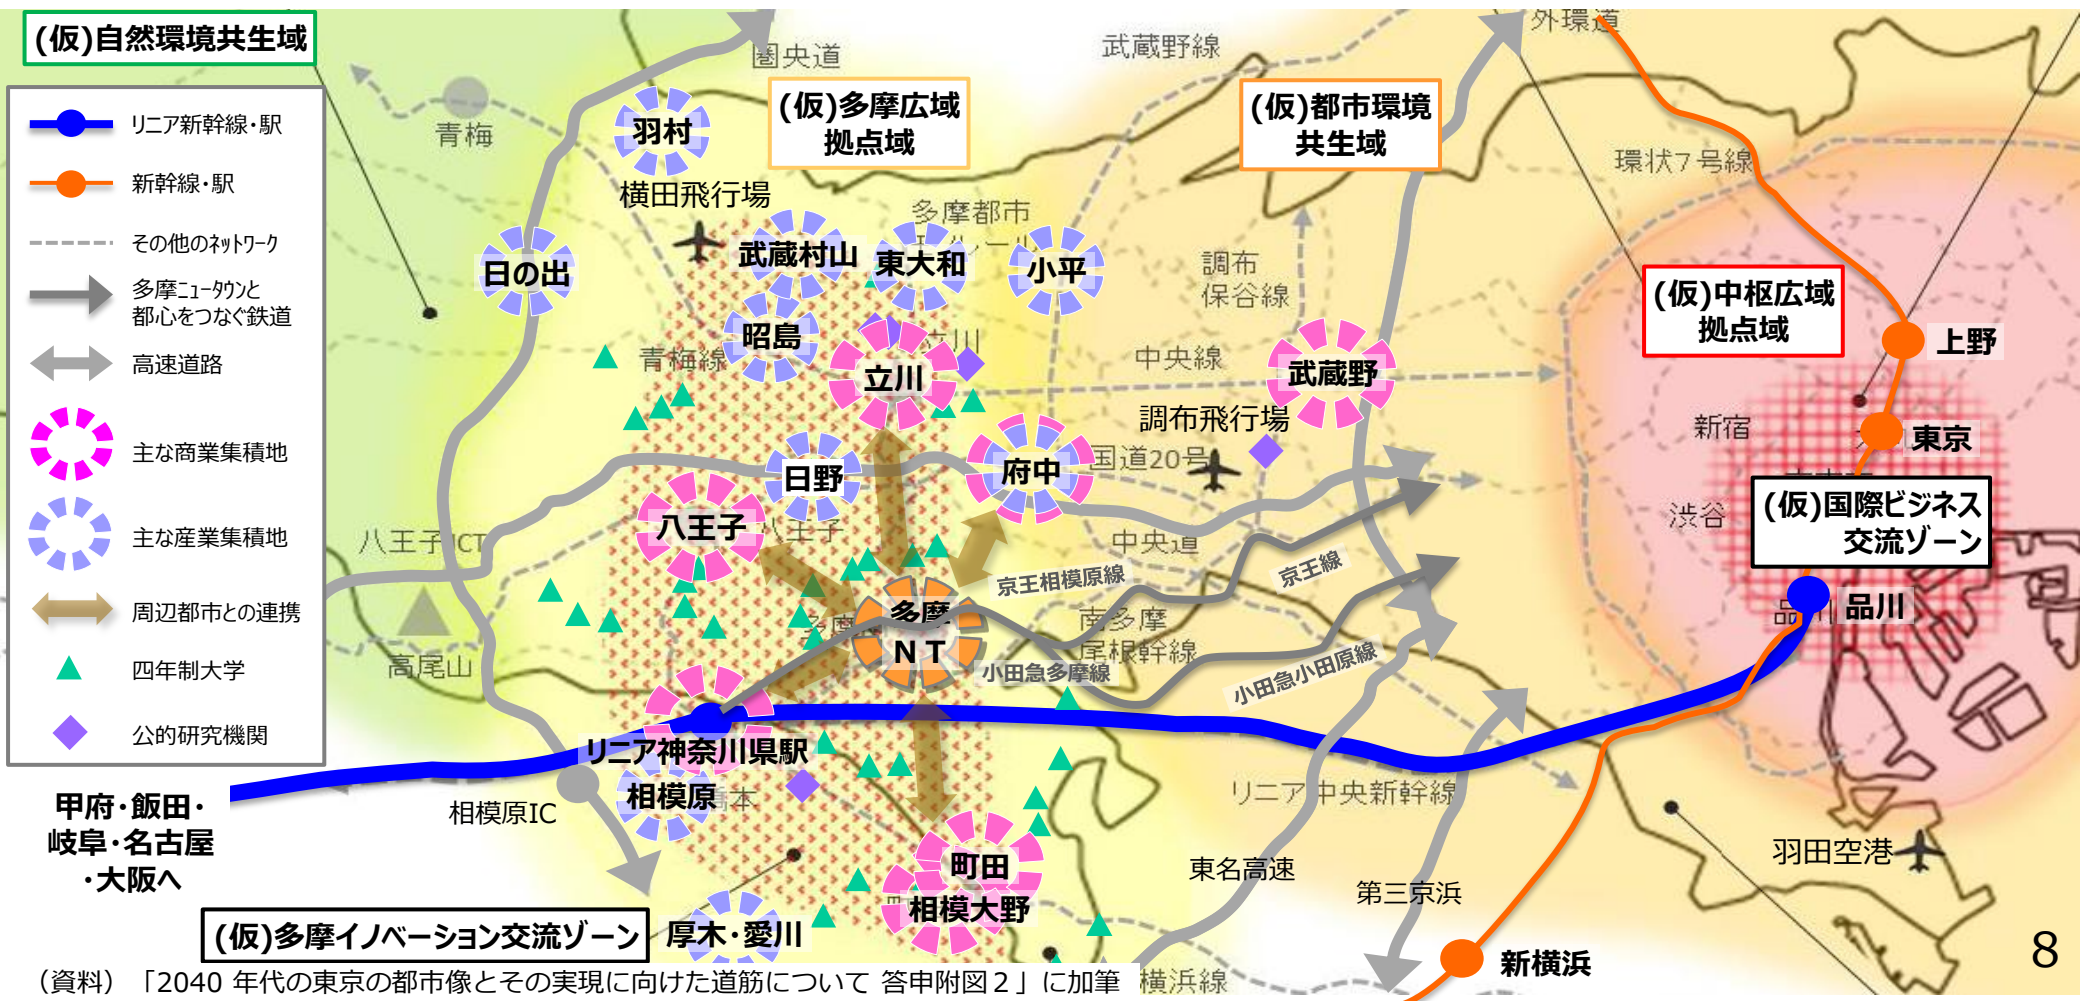 (仮)自然環境共生域
リニア新幹線・駅
新幹線・駅
その他のネットワーク
多摩ニュータウンと
都心をつなぐ鉄道
高速道路
主な商業集積地
主な産業集積地
周辺都市との連携
四年制大学
公的研究機関
圏央道
武蔵野線
外環道
青梅
羽村
(仮)多摩広域
拠点域
(仮)都市環境
共生域
環状7号線
横田飛行場
多摩都市
武蔵村山
東大和
小平
日の出
調布
保谷線
(仮)中枢広域
拠点域
上野
昭島
青梅線
立川
立川
中央線
武蔵野
調布飛行場
新宿
東京
国道20号
府中
日野
八王子
八王子
八王子ICT
渋谷
(仮)国際ビジネス
交流ゾーン
中央道
京王相模原線
京王線
多摩
NT
南多摩
尾根幹線
小田急多摩線
小田急小田原線
品川
高尾山
リニア神奈川県駅
相模原
橋本
相模原IC
リニア中央新幹線
甲府・飯田・
岐阜・名古屋
・大阪へ
町田
相模大野
東名高速
第三京浜
羽田空港
(仮)多摩イノベーション交流ゾーン
厚木・愛川
新横浜
横浜線
8
（資料）「2040 年代の東京の都市像とその実現に向けた道筋について 答申附図２」に加筆